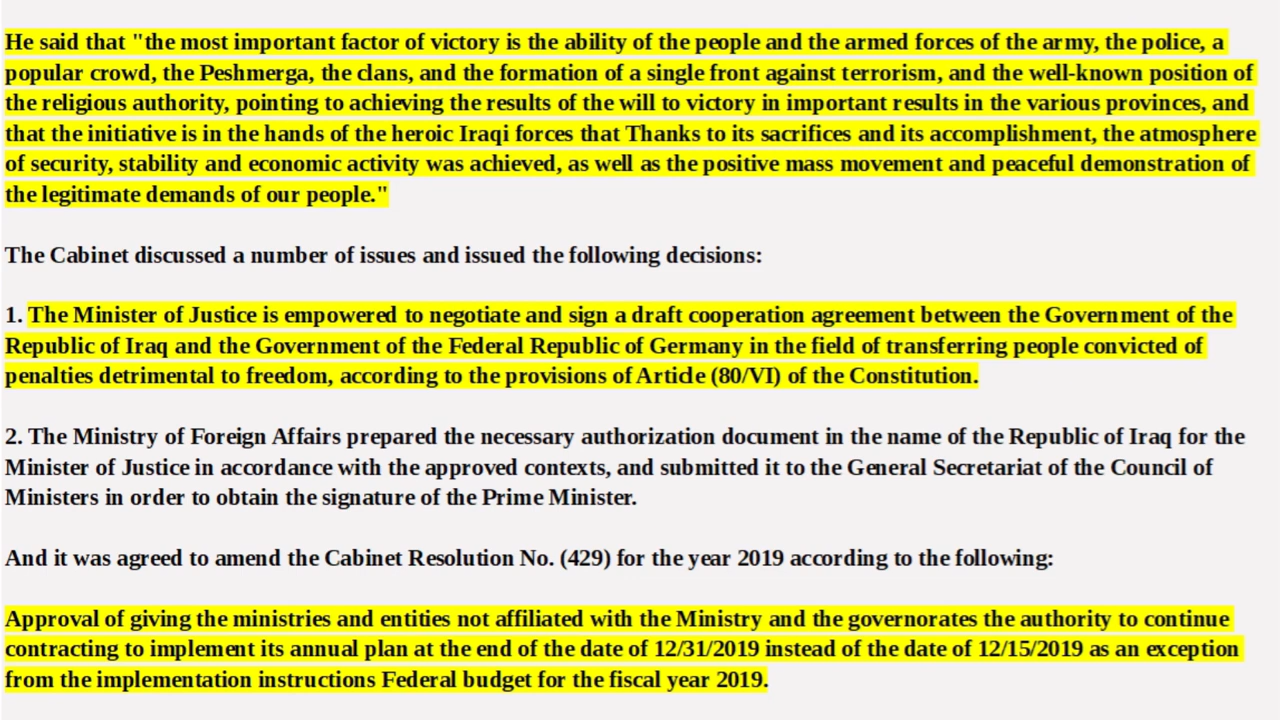 He said that "the most important factor of victory is the ability of the people and the armed forces of the army, the police, a
popular crowd, the Peshmerga, the clans, and the formation of a single front against terrorism, and the well-known position of
the religious authority, pointing to achieving the results of the will to victory in important results in the various provinces, and
that the initiative is in the hands of the heroic Iraqi forces that Thanks to its sacrifices and its accomplishment, the atmosphere
of security, stability and economic activity was achieved, as well as the positive mass movement and peaceful demonstration of
the legitimate demands of our people."
The Cabinet discussed a number of issues and issued the following decisions:
1. The Minister of Justice is empowered to negotiate and sign a draft cooperation agreement between the Government of the
Republic of Iraq and the Government of the Federal Republic of Germany in the field of transferring people convicted of
penalties detrimental to freedom, according to the provisions of Article (80/VI) of the Constitution.
2. The Ministry of Foreign Affairs prepared the necessary authorization document in the name of the Republic of Iraq for the
Minister of Justice in accordance with the approved contexts, and submitted it to the General Secretariat of the Council of
Ministers in order to obtain the signature of the Prime Minister.
And it was agreed to amend the Cabinet Resolution No. (429) for the year 2019 according to the following:
Approval of giving the ministries and entities not affiliated with the Ministry and the governorates the authority to continue
contracting to implement its annual plan at the end of the date of 12/31/2019 instead of the date of 12/15/2019 as an exception
from the implementation instructions Federal budget for the fiscal year 2019.